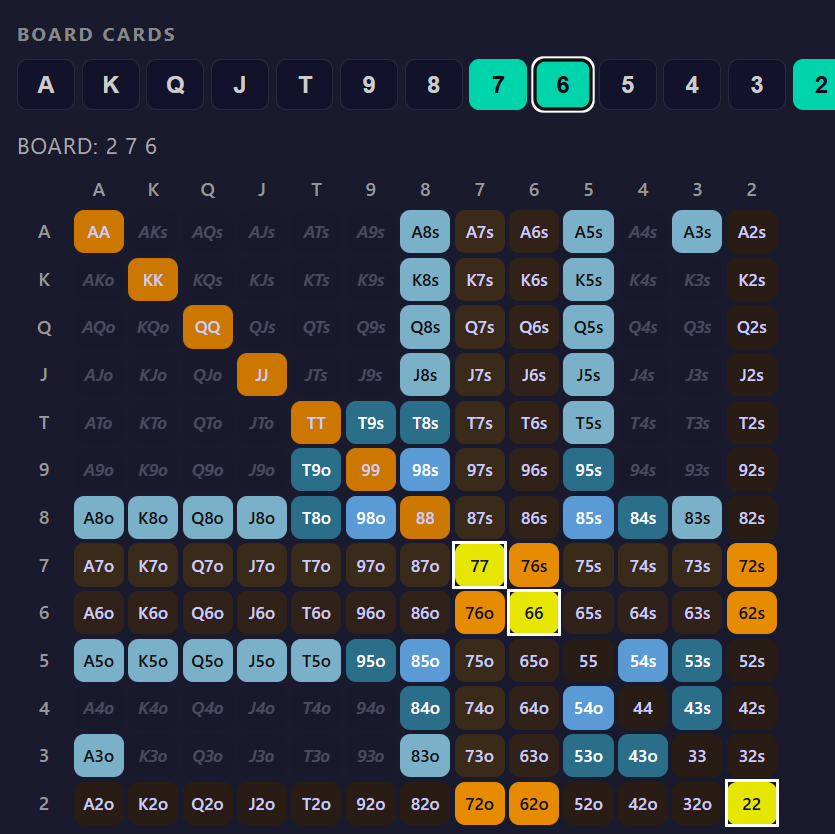 BOARD CARDS
A K Q J T 9 8 7 6 5 4 3 2
BOARD: 2 7 6
A K Q J T 9 8 7 6 5 4 3 2
A AA AKs AQs AJs ATs A9s A8s A7s A6s A5s A4s A3s A2s
K AKo KK KQs KJs KTs K9s K8s K7s K6s K5s K4s K3s K2s
Q AQo KQo QQ QJs QTs Q9s Q8s Q7s Q6s Q5s Q4s Q3s Q2s
J AJo KJo QJo JJ JTs J9s J8s J7s J6s J5s J4s J3s J2s
T ATo KTo QTo JTo TT T9s T8s T7s T6s T5s T4s T3s T2s
9 A9o K9o Q9o J9o T9o 99 98s 97s 96s 95s 94s 93s 92s
8 A8o K8o Q8o J8o T8o 98o 88 87s 86s 85s 84s 83s 82s
7 A7o K7o Q7o J7o T7o 97o 87o 77 76s 75s 74s 73s 72s
6 A6o K6o Q6o J6o T6o 96o 86o 76o 66 65s 64s 63s 62s
5 A5o K5o Q5o J5o T5o 95o 85o 75o 65o 55 54s 53s 52s
4 A4o K4o Q4o J4o T4o 94o 84o 74o 64o 54o 44 43s 42s
3 A3o K3o Q3o J3o T3o 93o 83o 73o 63o 53o 43o 33 32s
2 A2o K2o Q2o J2o T2o 92o 82o 72o 62o 52o 42o 32o 22